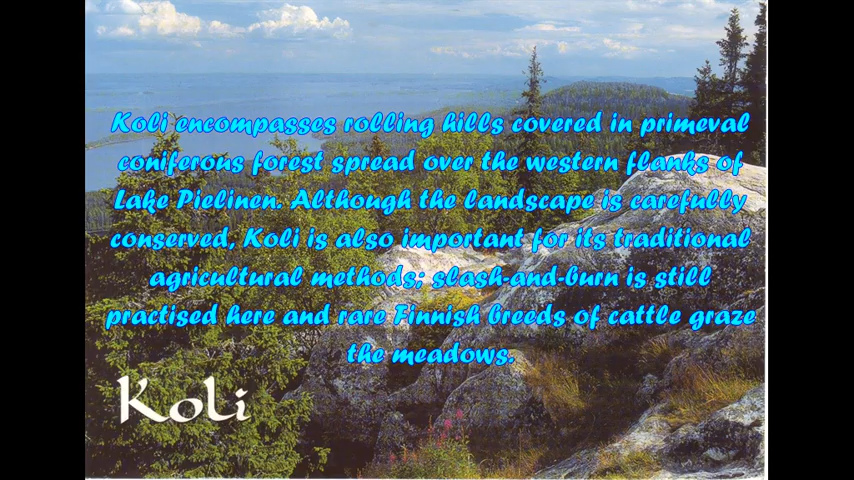 Koli encompasses rolling hills covered in primeval
coniferous forest spread over the western flanks of
Lake Pielinen. Although the landscape is carefully
conserved, Koli is also important for its traditional
agricultural methods; slash-and-burn is still
practised here and rare Finnish breeds of cattle graze
the meadows.
Koli